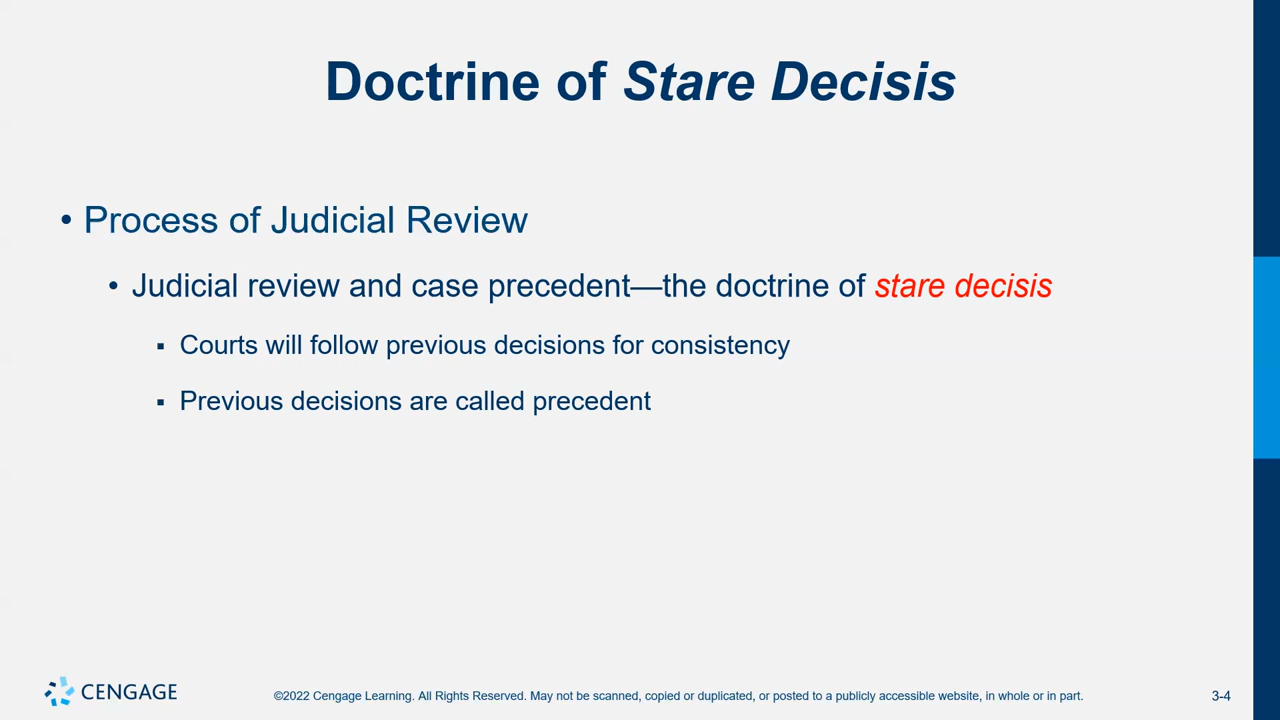 Doctrine of Stare Decisis
• Process of Judicial Review
• Judicial review and case precedent—the doctrine of stare decisis
▪ Courts will follow previous decisions for consistency
▪ Previous decisions are called precedent
CENGAGE
©2022 Cengage Learning. All Rights Reserved. May not be scanned, copied or duplicated, or posted to a publicly accessible website, in whole or in part.
3-4